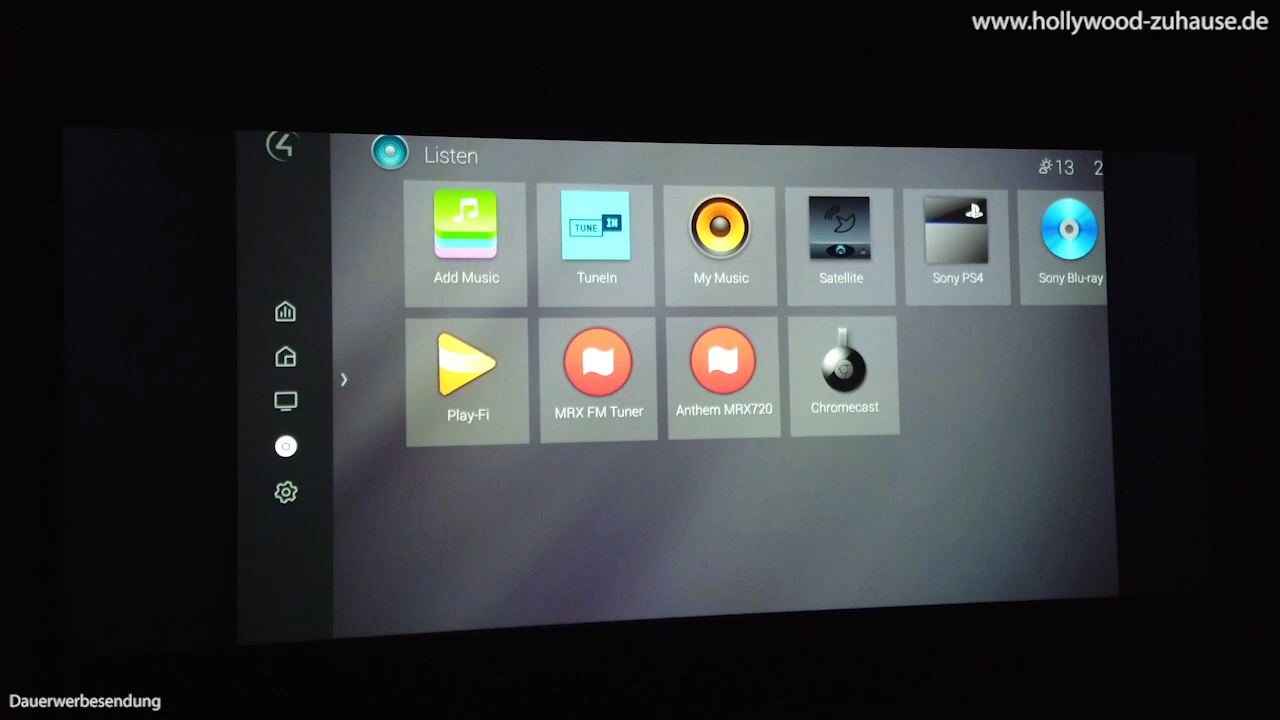 www.hollywood-zuhause.de
Listen
13 2
Add Music
TUNE IN
TuneIn
My Music
Satellite
Sony PS4
Sony Blu-ray
Play-Fi
MRX FM Tuner
Anthem MRX720
Chromecast
Dauerwerbesendung